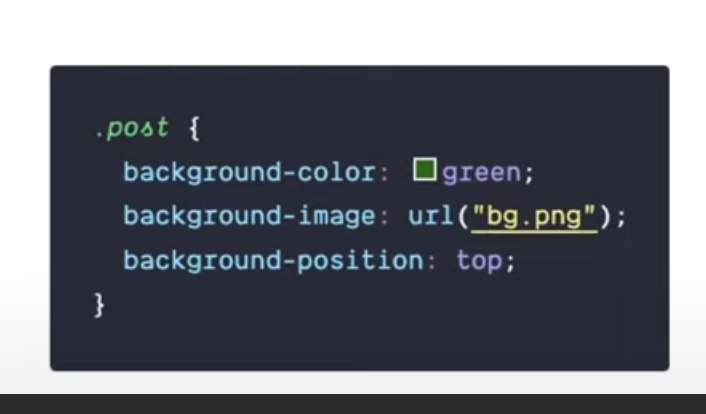 .post {
background-color: green;
background-image: url("bg.png");
background-position: top;
}